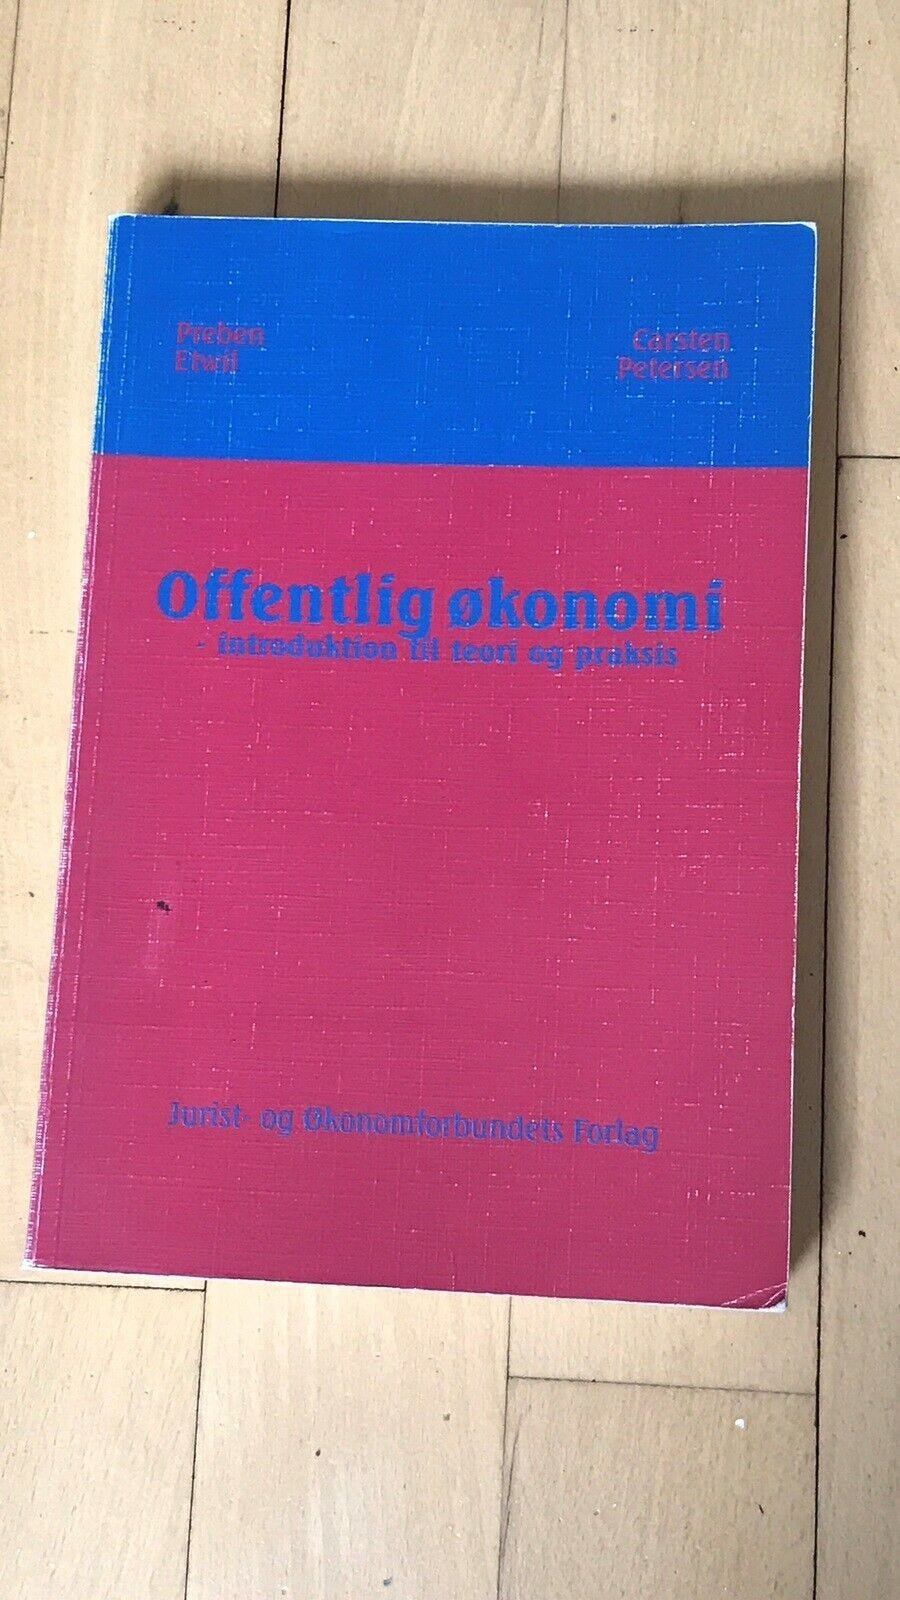 Preben
Etwil
Carsten
Petersen
Offentlig økonomi
- introduktion til teori og praksis
Jurist- og Økonomforbundets Forlag